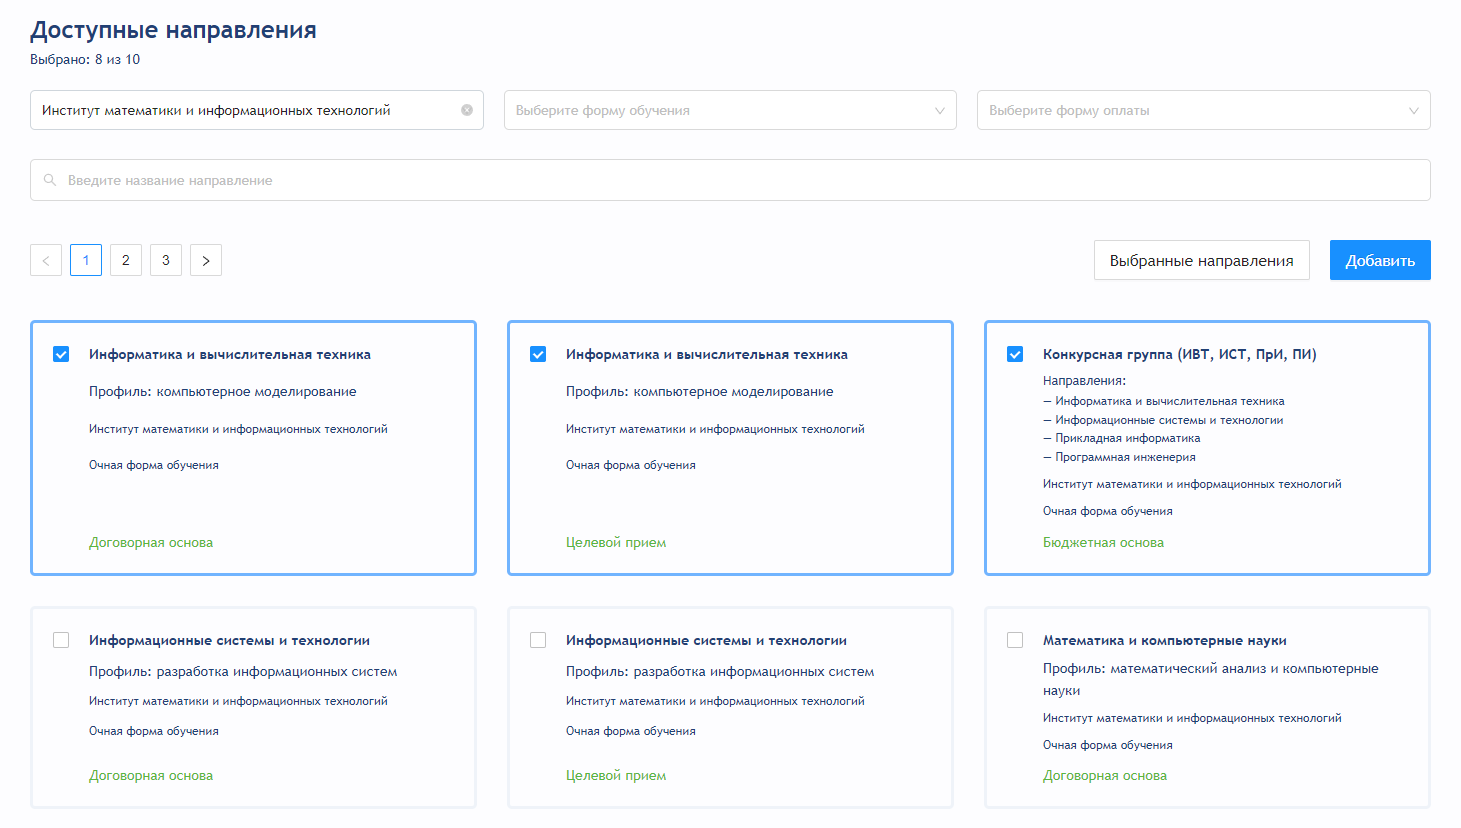 Доступные направления
Выбрано: 8 из 10
Институт математики и информационных технологий
Выберите форму обучения
Выберите форму оплаты
Введите название направление
< 1 2 3 >
Выбранные направления
Добавить
Информатика и вычислительная техника
Профиль: компьютерное моделирование
Институт математики и информационных технологий
Очная форма обучения
Договорная основа
Информатика и вычислительная техника
Профиль: компьютерное моделирование
Институт математики и информационных технологий
Очная форма обучения
Целевой прием
Конкурсная группа (ИВТ, ИСТ, ПрИ, ПИ)
Направления:
— Информатика и вычислительная техника
— Информационные системы и технологии
— Прикладная информатика
— Программная инженерия
Институт математики и информационных технологий
Очная форма обучения
Бюджетная основа
Информационные системы и технологии
Профиль: разработка информационных систем
Институт математики и информационных технологий
Очная форма обучения
Договорная основа
Информационные системы и технологии
Профиль: разработка информационных систем
Институт математики и информационных технологий
Очная форма обучения
Целевой прием
Математика и компьютерные науки
Профиль: математический анализ и компьютерные
науки
Институт математики и информационных технологий
Очная форма обучения
Договорная основа